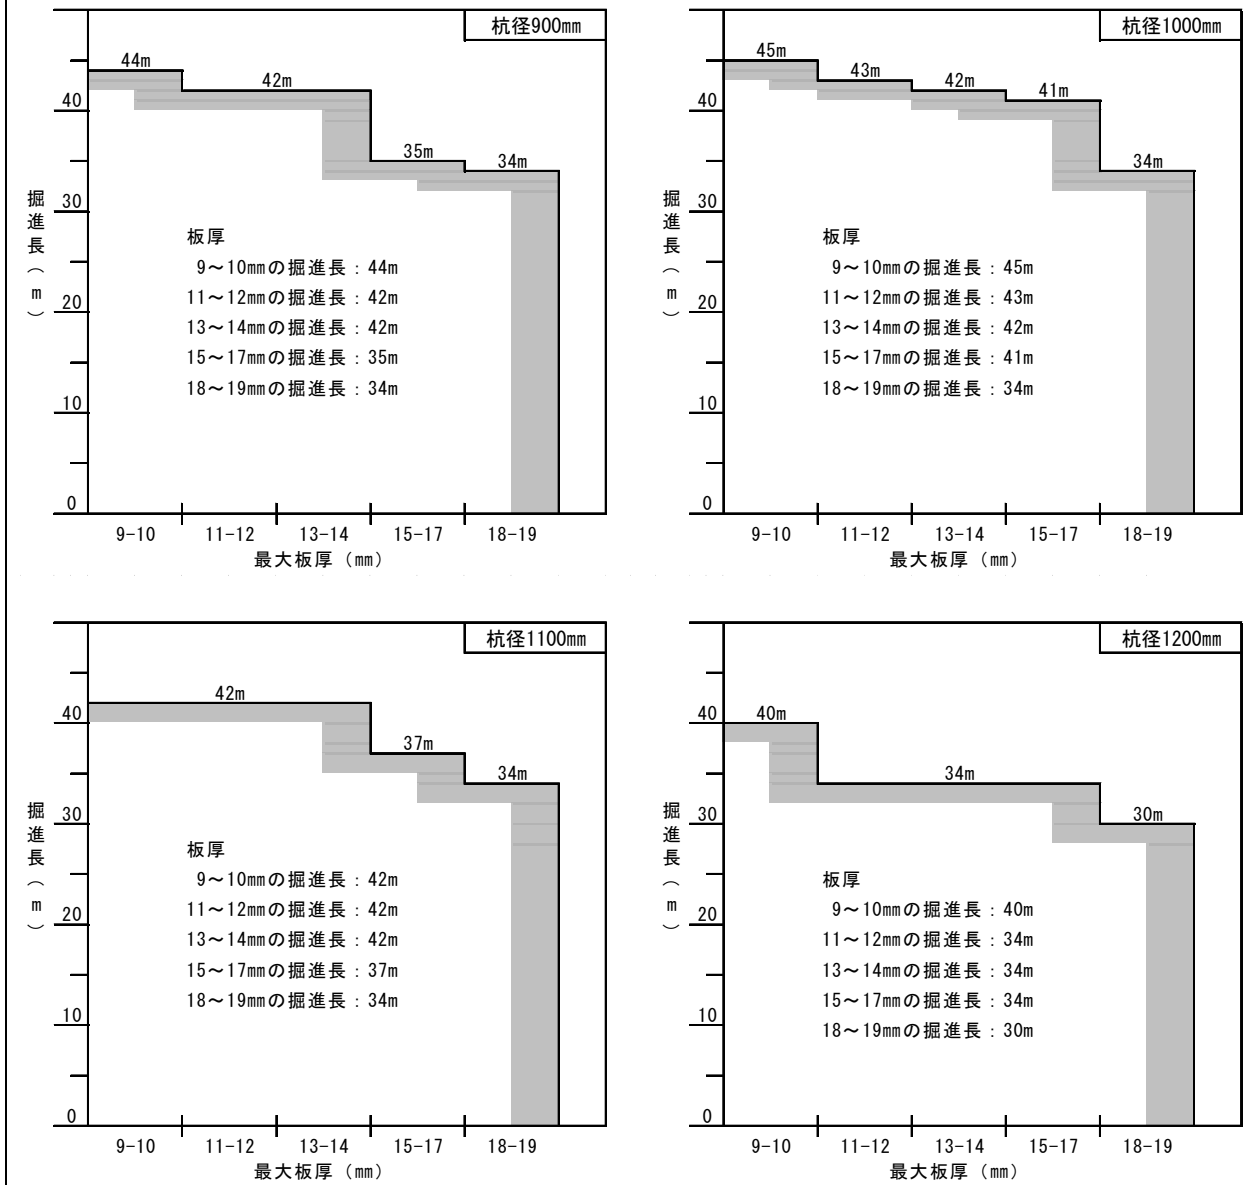 杭径900㎜
44m
42m
35m
34m
40
30
20
10
0
掘進長(m)
板厚
9～10㎜の掘進長：44m
11～12㎜の掘進長：42m
13～14㎜の掘進長：42m
15～17㎜の掘進長：35m
18～19㎜の掘進長：34m
9-10 11-12 13-14 15-17 18-19
最大板厚（㎜）
杭径1000㎜
45m
43m
42m
41m
34m
40
30
20
10
0
掘進長(m)
板厚
9～10㎜の掘進長：45m
11～12㎜の掘進長：43m
13～14㎜の掘進長：42m
15～17㎜の掘進長：41m
18～19㎜の掘進長：34m
9-10 11-12 13-14 15-17 18-19
最大板厚（㎜）
杭径1100㎜
42m
37m
34m
40
30
20
10
0
掘進長(m)
板厚
9～10㎜の掘進長：42m
11～12㎜の掘進長：42m
13～14㎜の掘進長：42m
15～17㎜の掘進長：37m
18～19㎜の掘進長：34m
9-10 11-12 13-14 15-17 18-19
最大板厚（㎜）
杭径1200㎜
40m
34m
30m
40
30
20
10
0
掘進長(m)
板厚
9～10㎜の掘進長：40m
11～12㎜の掘進長：34m
13～14㎜の掘進長：34m
15～17㎜の掘進長：34m
18～19㎜の掘進長：30m
9-10 11-12 13-14 15-17 18-19
最大板厚（㎜）